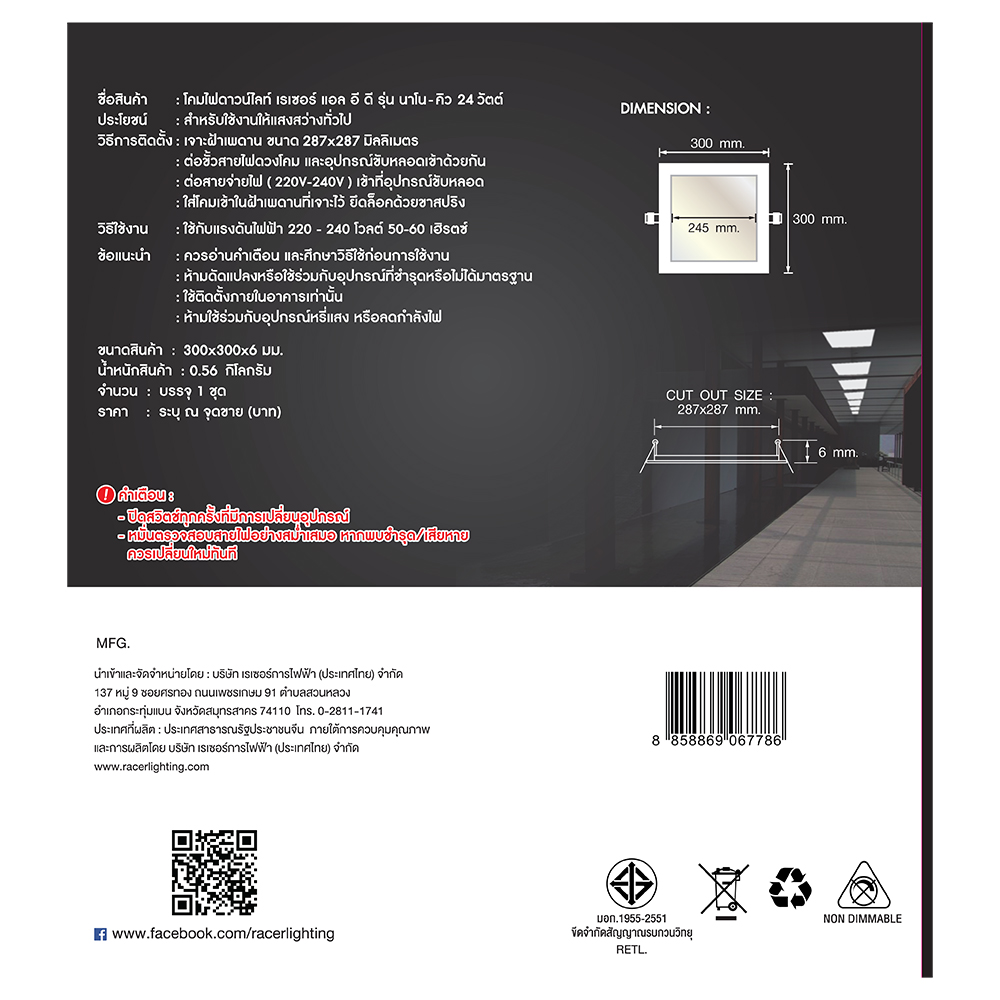 ชื่อสินค้า : โคมไฟดาวน์ไลท์ เรเซอร์ แอล อี ดี รุ่น นาโน-คิว 24 วัตต์
ประโยชน์ : สำหรับใช้งานให้แสงสว่างทั่วไป
วิธีการติดตั้ง : เจาะฝ้าเพดาน ขนาด 287x287 มิลลิเมตร
: ต่อขั้วสายไฟดวงโคม และอุปกรณ์ขับหลอดเข้าด้วยกัน
: ต่อสายจ่ายไฟ ( 220V-240V ) เข้าที่อุปกรณ์ขับหลอด
: ใส่โคมเข้าในฝ้าเพดานที่เจาะไว้ ยึดล็อคด้วยขาสปริง
วิธีใช้งาน : ใช้กับแรงดันไฟฟ้า 220 - 240 โวลต์ 50-60 เฮิรตซ์
ข้อแนะนำ : ควรอ่านคำเตือน และศึกษาวิธีใช้ก่อนการใช้งาน
: ห้ามดัดแปลงหรือใช้ร่วมกับอุปกรณ์ที่ชำรุดหรือไม่ได้มาตรฐาน
: ใช้ติดตั้งภายในอาคารเท่านั้น
: ห้ามใช้ร่วมกับอุปกรณ์หรี่แสง หรือลดกำลังไฟ
ขนาดสินค้า : 300x300x6 มม.
น้ำหนักสินค้า : 0.56 กิโลกรัม
จำนวน : บรรจุ 1 ชุด
ราคา : ระบุ ณ จุดขาย (บาท)
! คำเตือน :
- ปิดสวิตช์ทุกครั้งที่มีการเปลี่ยนอุปกรณ์
- หมั่นตรวจสอบสายไฟอย่างสม่ำเสมอ หากพบชำรุด/เสียหาย
ควรเปลี่ยนใหม่ทันที
DIMENSION :
300 mm.
300 mm.
245 mm.
CUT OUT SIZE :
287x287 mm.
6 mm.
MFG.
นำเข้าและจัดจำหน่ายโดย : บริษัท เรเซอร์การไฟฟ้า (ประเทศไทย) จำกัด
137 หมู่ 9 ซอยศรทอง ถนนเพชรเกษม 91 ตำบลสวนหลวง
อำเภอกระทุ่มแบน จังหวัดสมุทรสาคร 74110 โทร. 0-2811-1741
ประเทศที่ผลิต : ประเทศสาธารณรัฐประชาชนจีน ภายใต้การควบคุมคุณภาพ
และการผลิตโดย บริษัท เรเซอร์การไฟฟ้า (ประเทศไทย) จำกัด
www.racerlighting.com
8 858869 067786
f www.facebook.com/racerlighting
มอก.1955-2551
ขีดจำกัดสัญญาณรบกวนวิทยุ
RETL.
NON DIMMABLE